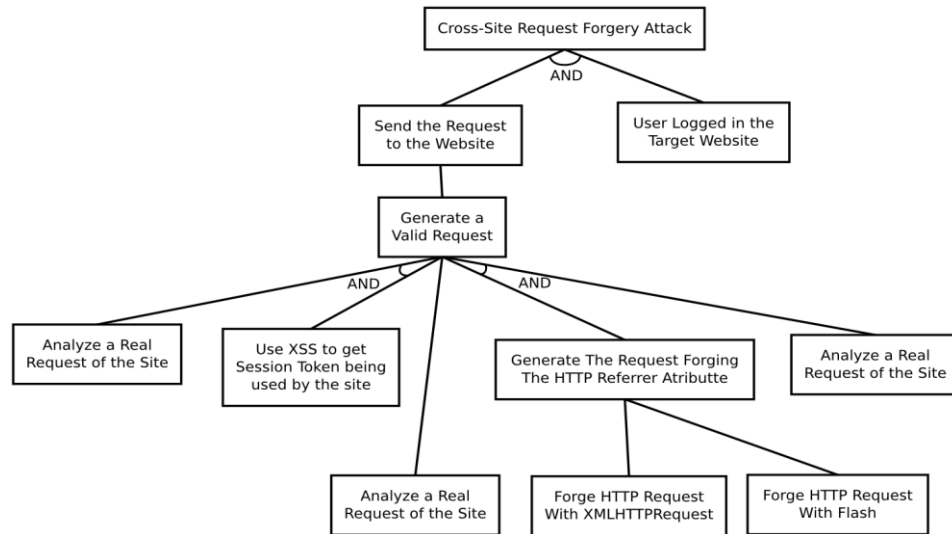 Cross-Site Request Forgery Attack
AND
Send the Request
to the Website
User Logged in the
Target Website
Generate a
Valid Request
AND
AND
Analyze a Real
Request of the Site
Use XSS to get
Session Token being
used by the site
Generate The Request Forging
The HTTP Referrer Atributte
Analyze a Real
Request of the Site
Analyze a Real
Request of the Site
Forge HTTP Request
With XMLHTTPRequest
Forge HTTP Request
With Flash